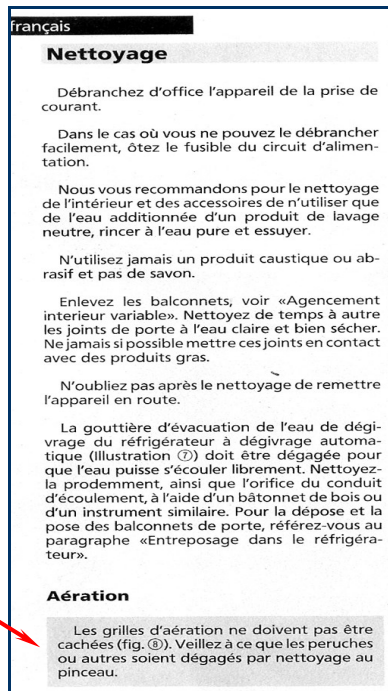 français
Nettoyage
Débranchez d'office l'appareil de la prise de
courant.
Dans le cas où vous ne pouvez le débrancher
facilement, ôtez le fusible du circuit d'alimen-
tation.
Nous vous recommandons pour le nettoyage
de l'intérieur et des accessoires de n'utiliser que
de l'eau additionnée d'un produit de lavage
neutre, rincer à l'eau pure et essuyer.
N'utilisez jamais un produit caustique ou ab-
rasif et pas de savon.
Enlevez les balconnets, voir «Agencement
interieur variable». Nettoyez de temps à autre
les joints de porte à l'eau claire et bien sécher.
Ne jamais si possible mettre ces joints en contact
avec des produits gras.
N'oubliez pas après le nettoyage de remettre
l'appareil en route.
La gouttière d'évacuation de l'eau de dégi-
vrage du réfrigérateur à dégivrage automa-
tique (Illustration ⑦) doit être dégagée pour
que l'eau puisse s'écouler librement. Nettoyez-
la prodemment, ainsi que l'orifice du conduit
d'écoulement, à l'aide d'un bâtonnet de bois ou
d'un instrument similaire. Pour la dépose et la
pose des balconnets de porte, référez-vous au
paragraphe «Entreposage dans le réfrigéra-
teur».
Aération
Les grilles d'aération ne doivent pas être
cachées (fig. ⑧). Veillez à ce que les peruches
ou autres soient dégagés par nettoyage au
pinceau.